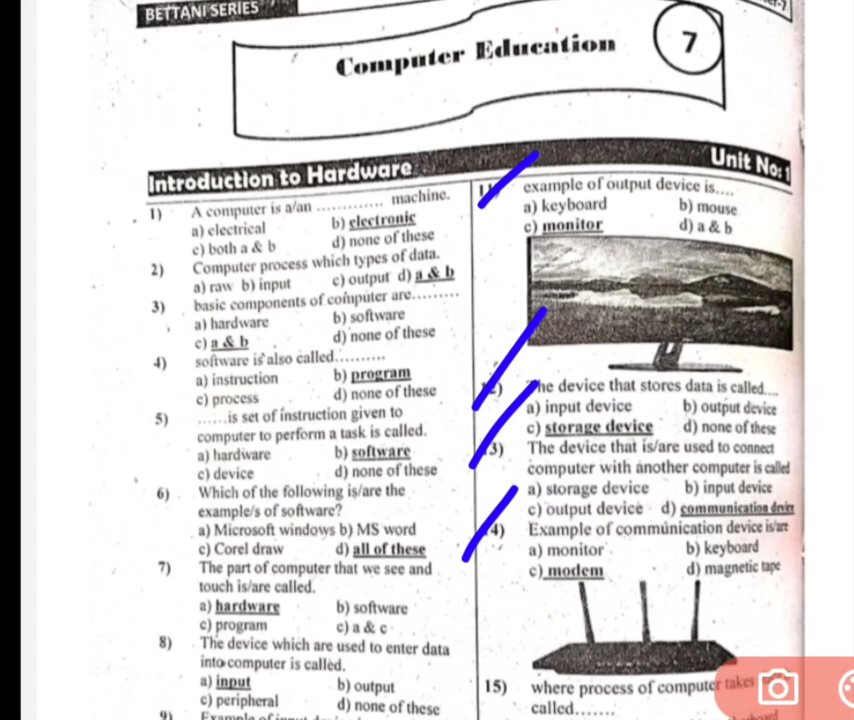 BETTANI SERIES
Computer Education
7
Introduction to Hardware
Unit No: 1
1) A computer is a/an ............ machine.
a) electrical b) electronic
c) both a & b d) none of these
2) Computer process which types of data.
a) raw b) input c) output d) a & b
3) basic components of computer are.........
a) hardware b) software
c) a & b d) none of these
4) software is also called..........
a) instruction b) program
c) process d) none of these
5) ......is set of instruction given to
computer to perform a task is called.
a) hardware b) software
c) device d) none of these
6) Which of the following is/are the
example/s of software?
a) Microsoft windows b) MS word
c) Corel draw d) all of these
7) The part of computer that we see and
touch is/are called.
a) hardware b) software
c) program c) a & c
8) The device which are used to enter data
into computer is called.
a) input b) output
c) peripheral d) none of these
9) Example of
example of output device is....
a) keyboard b) mouse
c) monitor d) a & b
The device that stores data is called....
a) input device b) output device
c) storage device d) none of these
3) The device that is/are used to connect
computer with another computer is called
a) storage device b) input device
c) output device d) communication device
4) Example of communication device is/are
a) monitor b) keyboard
c) modem d) magnetic tape
15) where process of computer takes
called.......